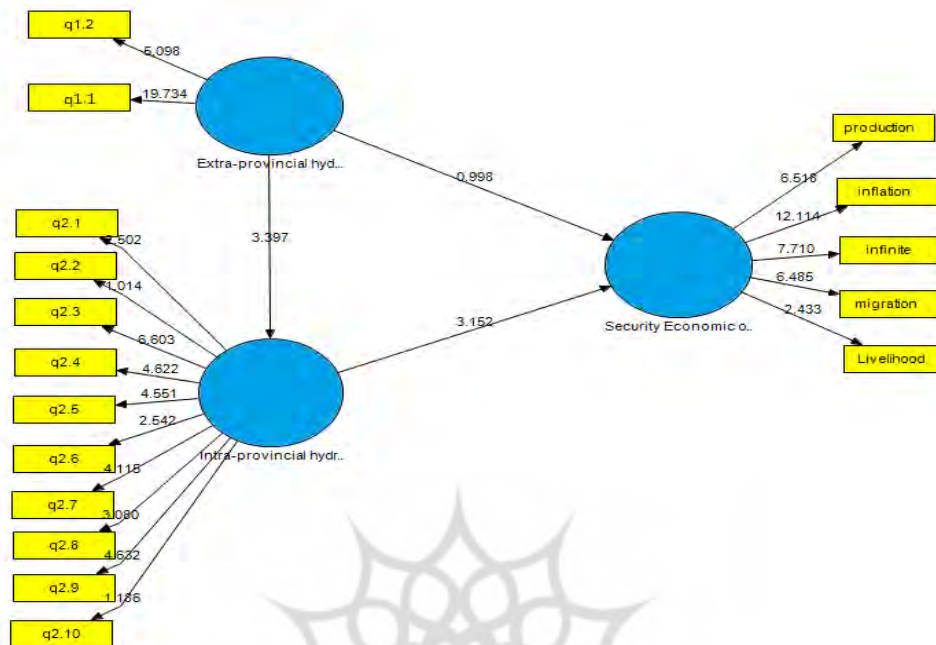 q1.2
5.098
q1.1
19.734
Extra-provincial hyd..
production
6.518
inflation
12.114
0.998
infinite
7.710
migration
6.485
Livelihood
2.433
Security Economic o..
3.397
3.152
q2.1
q2.2
1.014
q2.3
6.603
q2.4
4.622
q2.5
4.551
q2.6
2.542
Intra-provincial hydr..
q2.7
4.115
q2.8
3.080
q2.9
4.632
q2.10
1.186